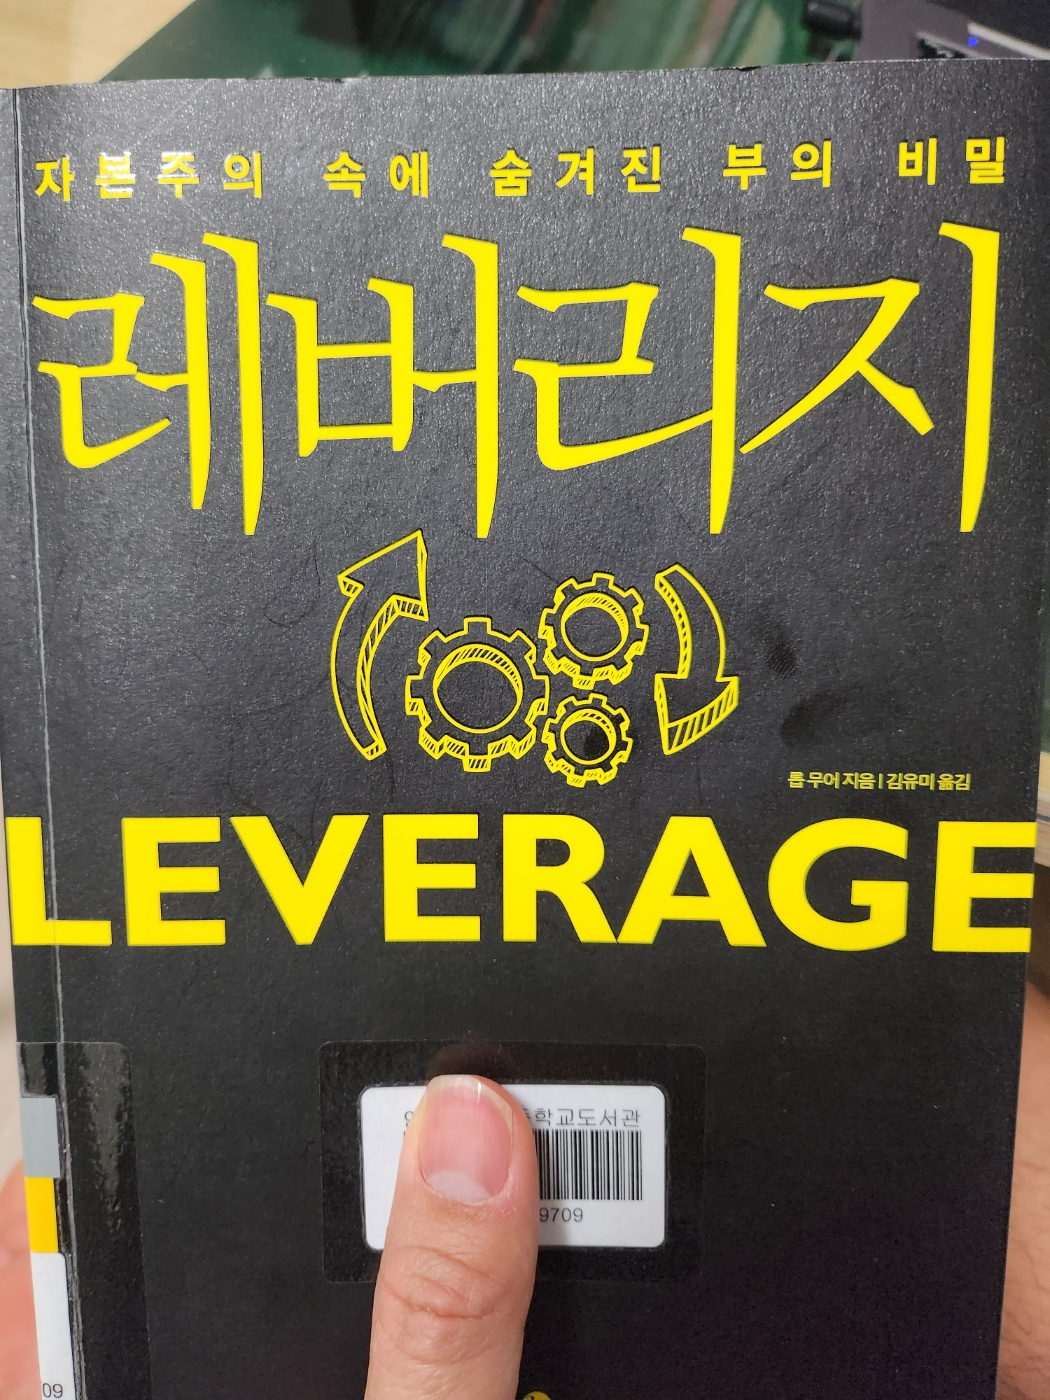 자본주의 속에 숨겨진 부의 비밀
레버리지
롭 무어 지음 | 김유미 옮김
LEVERAGE
학교도서관
9709
09